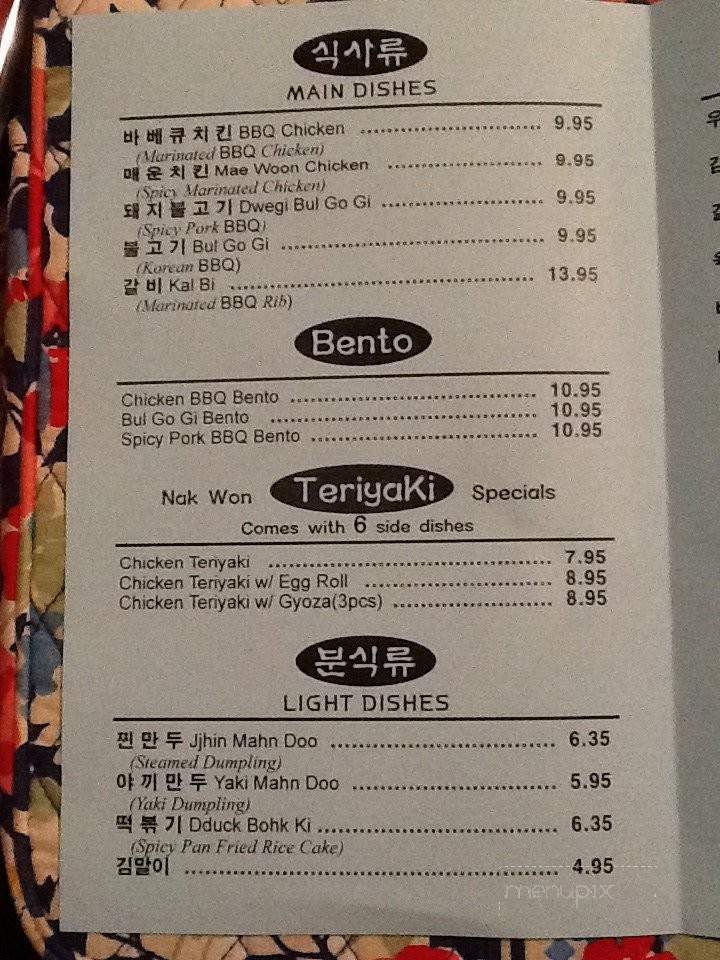 식사류
MAIN DISHES
바 베 큐 치 킨 BBQ Chicken 9.95
(Marinated BBQ Chicken)
매 운 치 킨 Mae Woon Chicken 9.95
(Spicy Marinated Chicken)
돼 지 불 고 기 Dwegi Bul Go Gi 9.95
(Spicy Pork BBQ)
불 고 기 Bul Go Gi 9.95
(Korean BBQ)
갈 비 Kal Bi 13.95
(Marinated BBQ Rib)
Bento
Chicken BBQ Bento 10.95
Bul Go Gi Bento 10.95
Spicy Pork BBQ Bento 10.95
Nak Won Teriyaki Specials
Comes with 6 side dishes
Chicken Teriyaki 7.95
Chicken Teriyaki w/ Egg Roll 8.95
Chicken Teriyaki w/ Gyoza(3pcs) 8.95
분식류
LIGHT DISHES
찐 만 두 Jjhin Mahn Doo 6.35
(Steamed Dumpling)
야 끼 만 두 Yaki Mahn Doo 5.95
(Yaki Dumpling)
떡 볶 기 Dduck Bohk Ki 6.35
(Spicy Pan Fried Rice Cake)
김말이 4.95
menupix